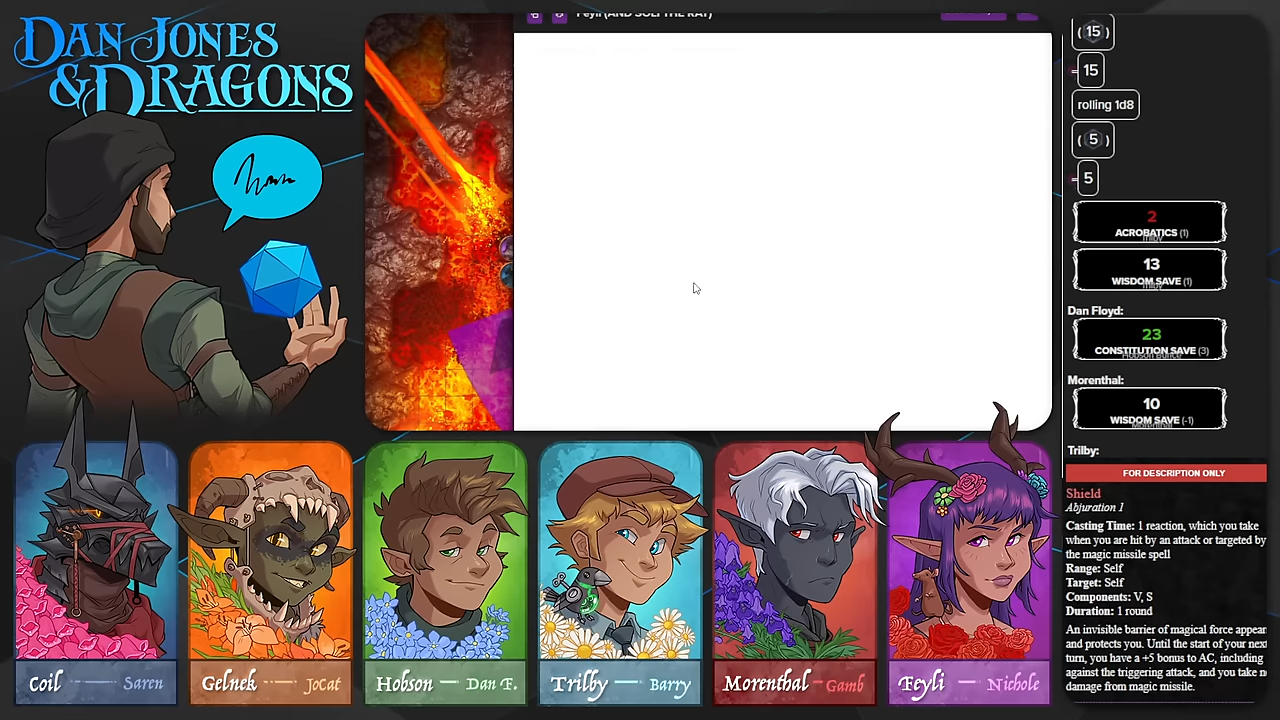 DAN JONES
& DRAGONS
Feyli (AND SOLI THE RAT)
(15)
=15
rolling 1d8
(5)
=5
2
ACROBATICS (1)
Trilby
13
WISDOM SAVE (1)
Trilby
Dan Floyd:
23
CONSTITUTION SAVE (3)
Hobson Bunce
Morenthal:
10
WISDOM SAVE (-1)
Morenthal
Trilby:
FOR DESCRIPTION ONLY
Shield
Abjuration 1
Casting Time: 1 reaction, which you take
when you are hit by an attack or targeted by
the magic missile spell
Range: Self
Target: Self
Components: V, S
Duration: 1 round
An invisible barrier of magical force appear
and protects you. Until the start of your next
turn, you have a +5 bonus to AC, including
against the triggering attack, and you take n
damage from magic missile.
Coil Saren
Gelnek JoCat
Hobson Dan F.
Trilby Barry
Morenthal Gamb
Feyli Nichole